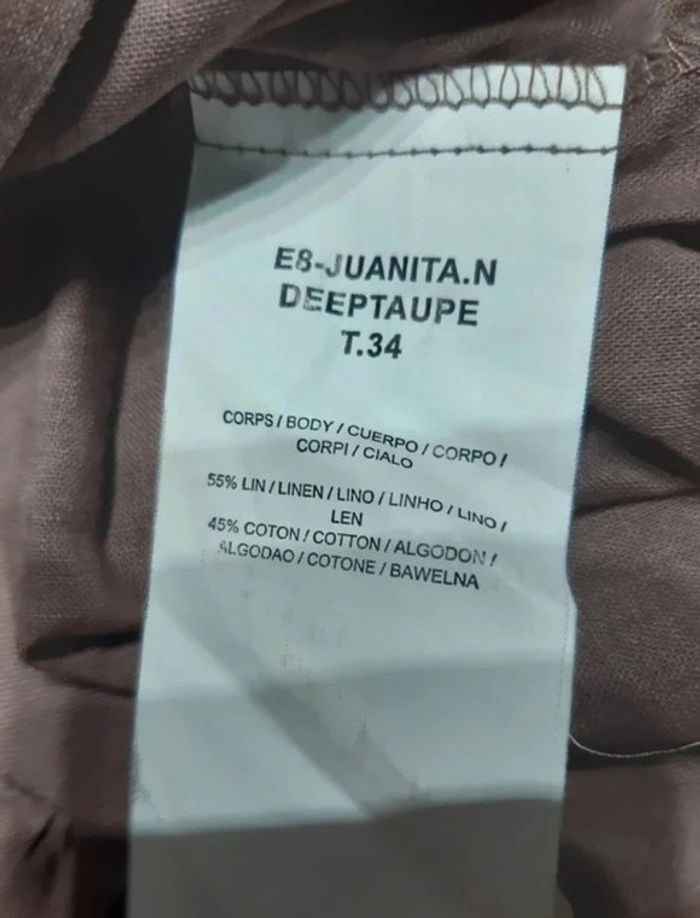 E8-JUANITA.N
DEEPTAUPE
T.34
CORPS / BODY / CUERPO / CORPO /
CORPI / CIALO
55% LIN / LINEN / LINO / LINHO / LINO /
LEN
45% COTON / COTTON / ALGODON /
ALGODAO / COTONE / BAWELNA